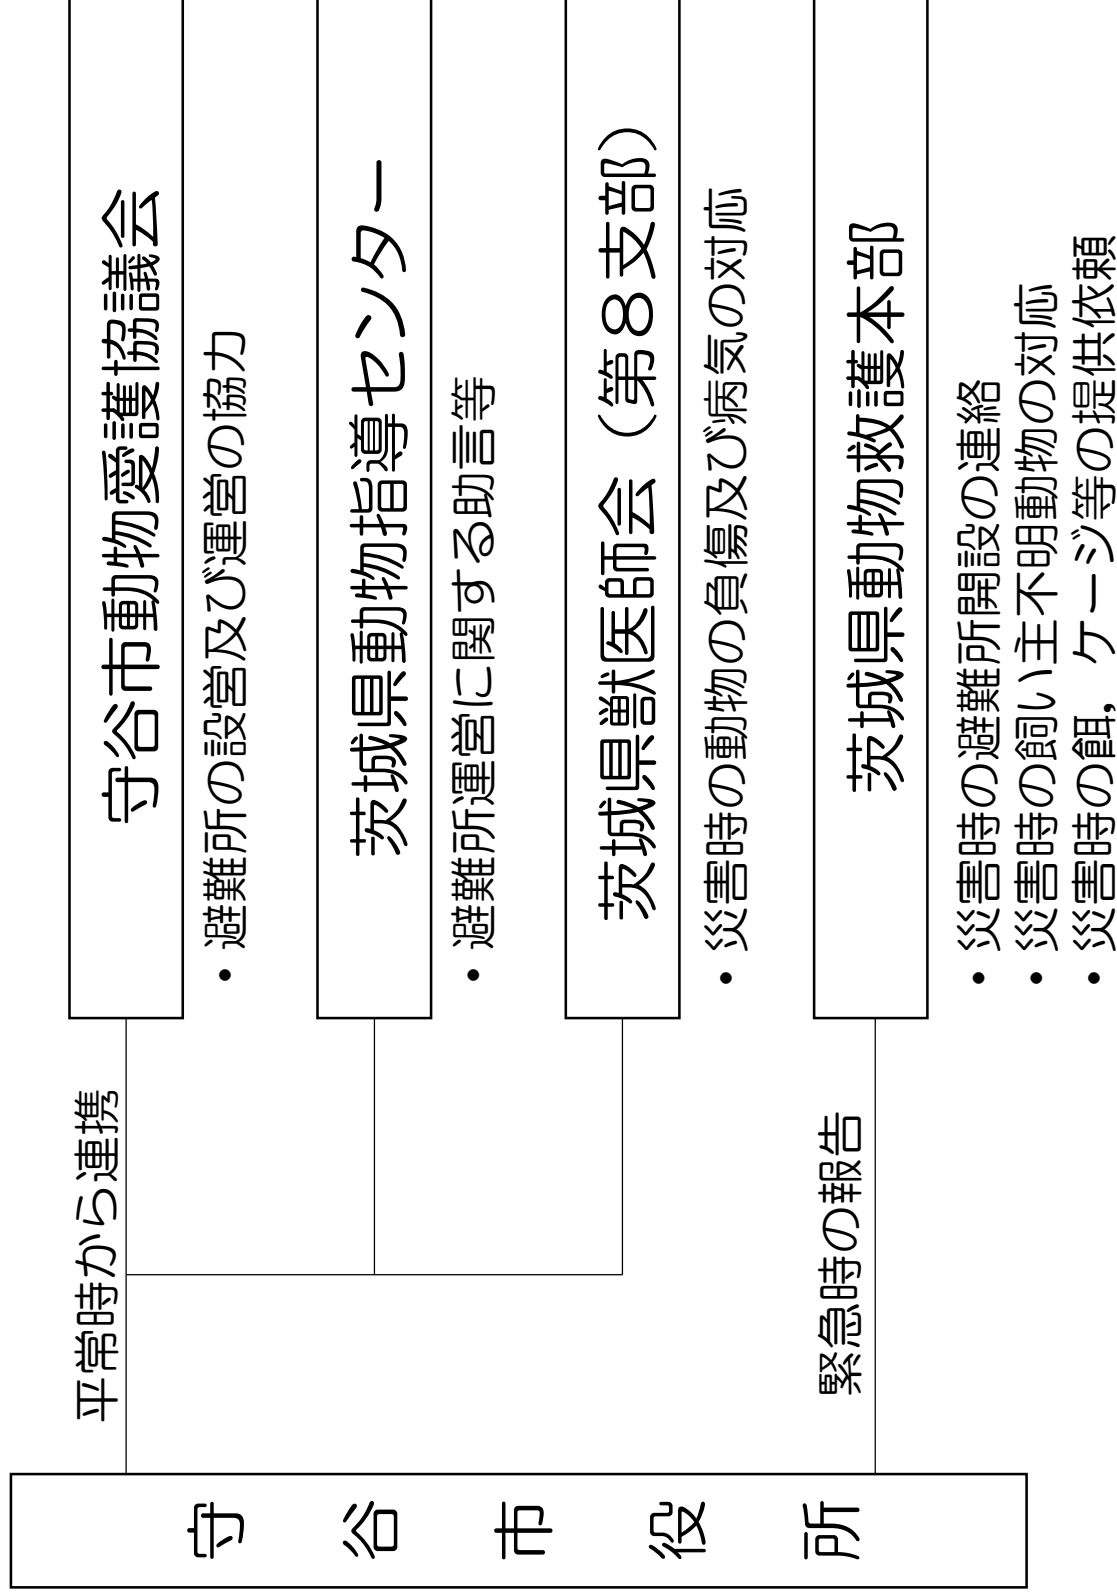 守谷市役所
平常時から連携
守谷市動物愛護協議会
・避難所の設営及び運営の協力
茨城県動物指導センター
・避難所運営に関する助言等
茨城県獣医師会（第８支部）
・災害時の動物の負傷及び病気の対応
緊急時の報告
茨城県動物救護本部
・災害時の避難所開設の連絡
・災害時の飼い主不明動物の対応
・災害時の餌，ケージ等の提供依頼